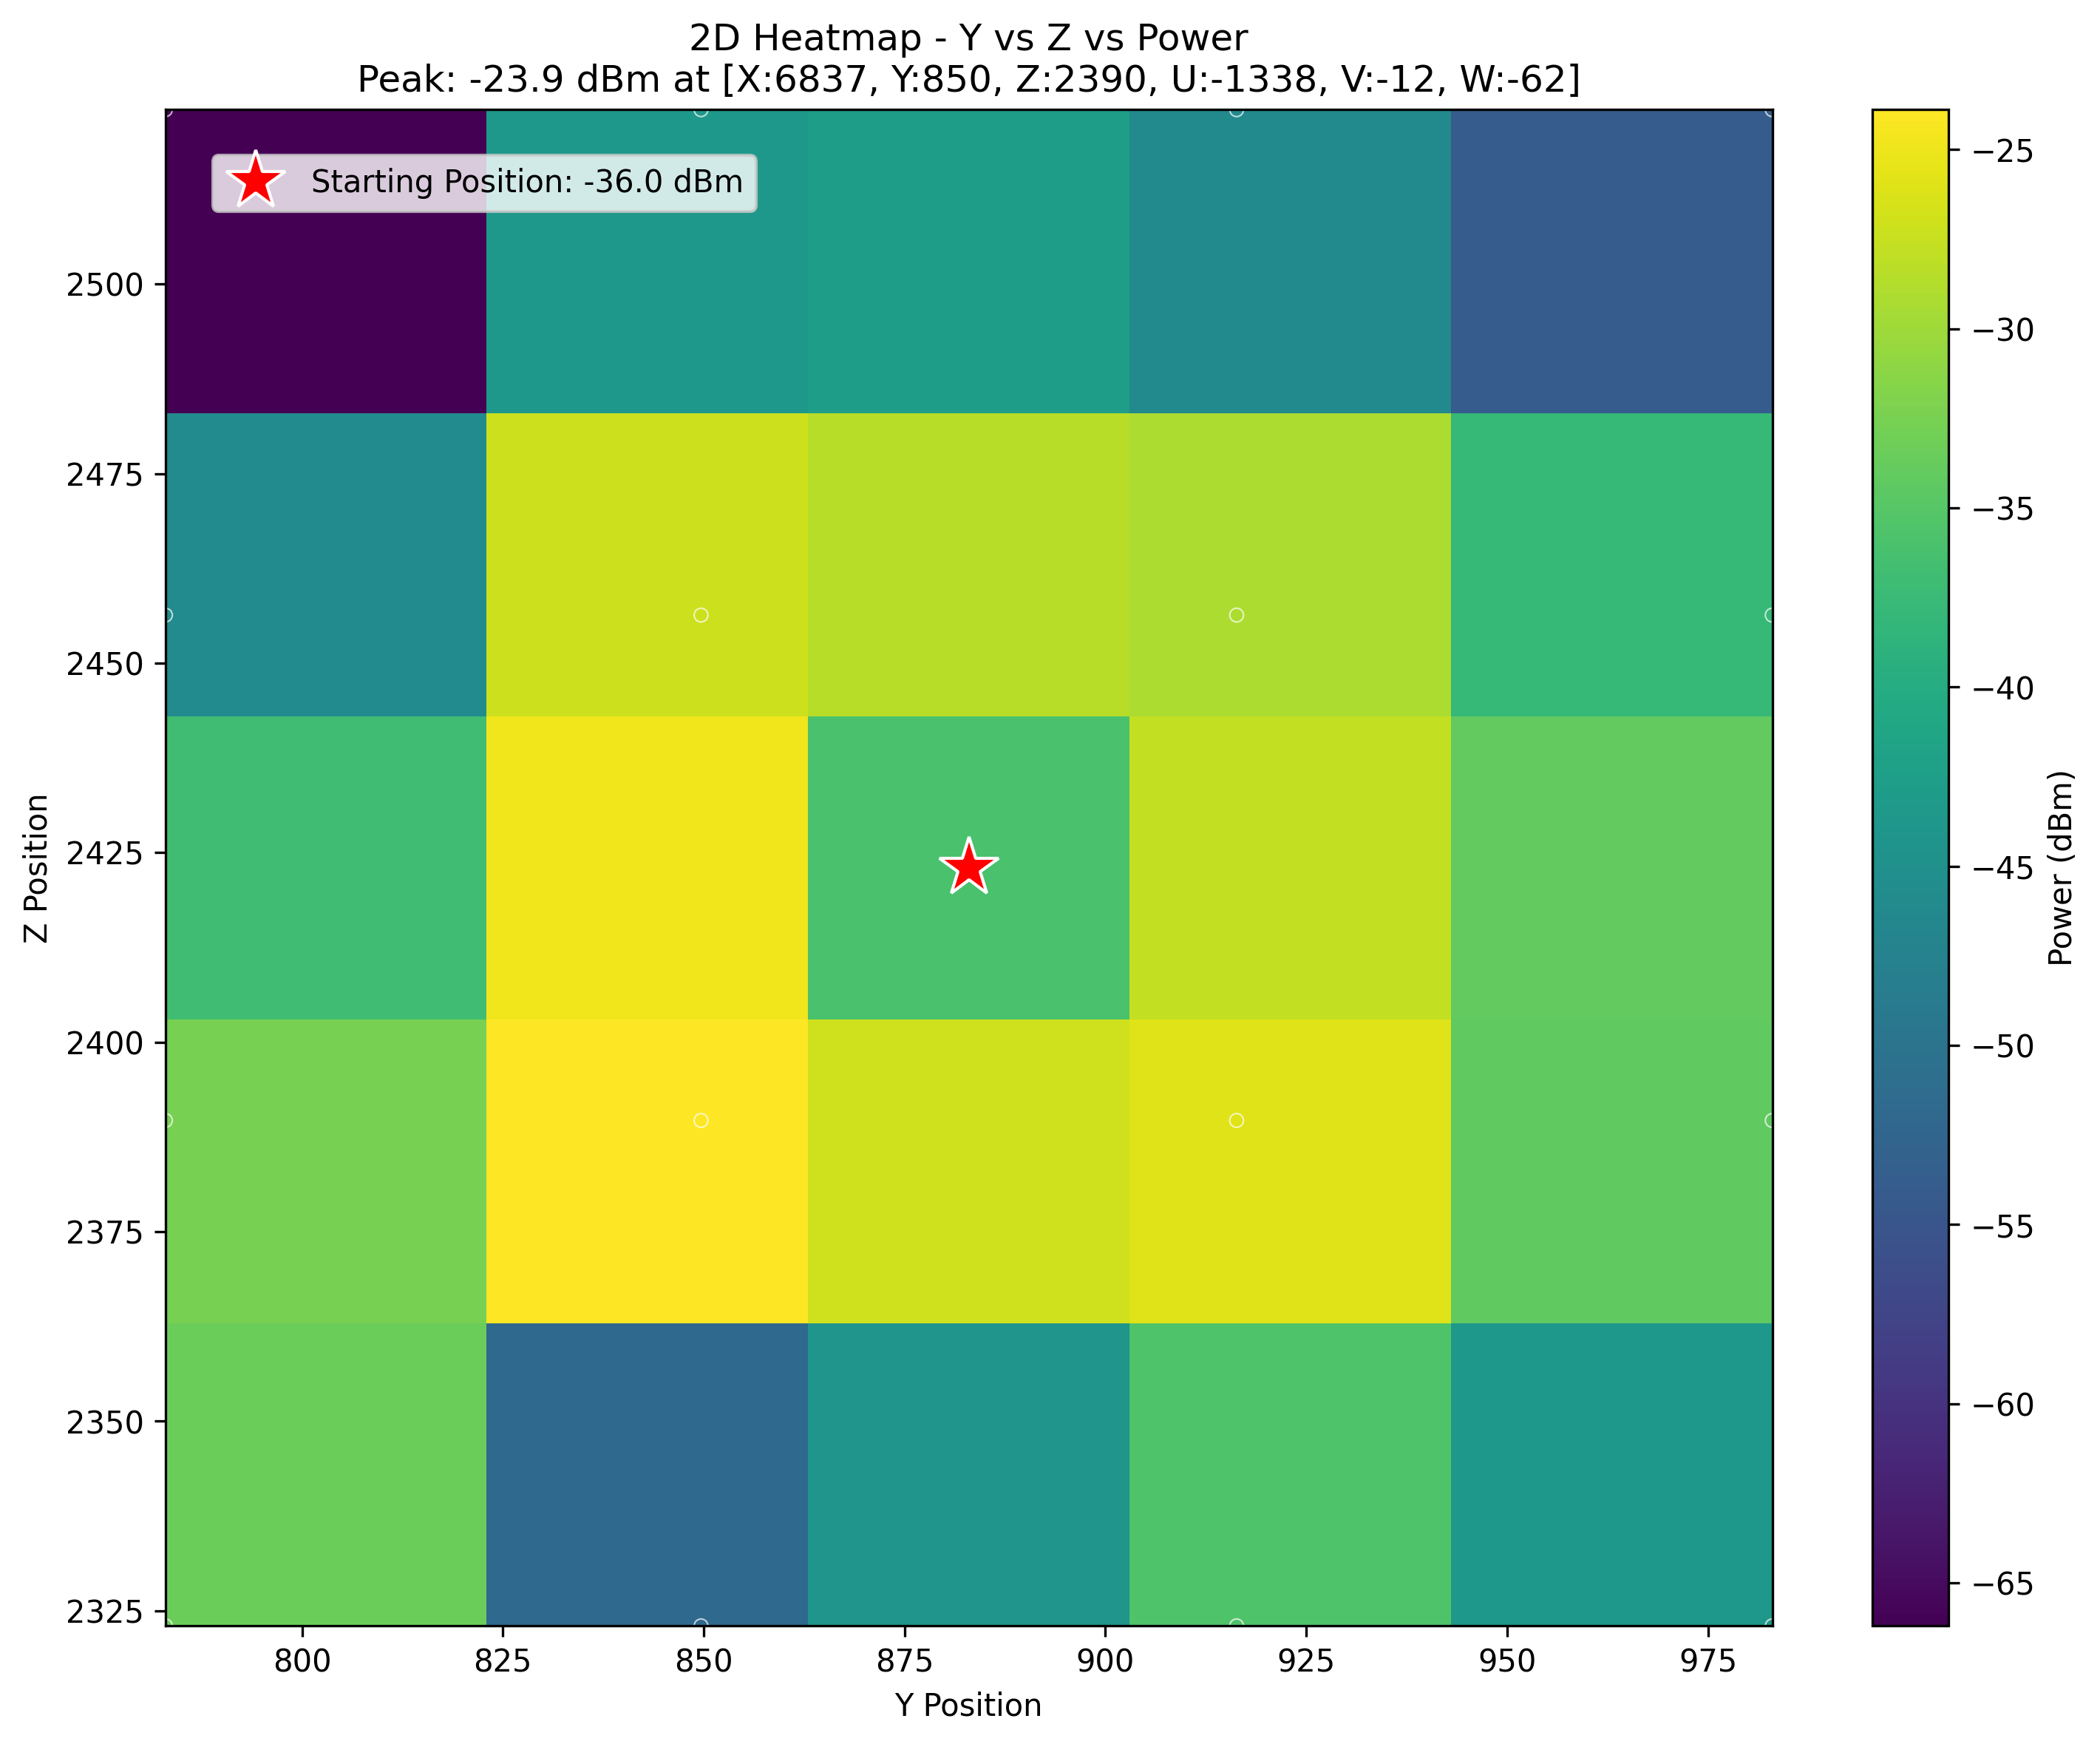 2D Heatmap - Y vs Z vs Power
Peak: -23.9 dBm at [X:6837, Y:850, Z:2390, U:-1338, V:-12, W:-62]
Starting Position: -36.0 dBm
Z Position
2500
2475
2450
2425
2400
2375
2350
2325
800 825 850 875 900 925 950 975
Y Position
−25
−30
−35
−40
−45
−50
−55
−60
−65
Power (dBm)